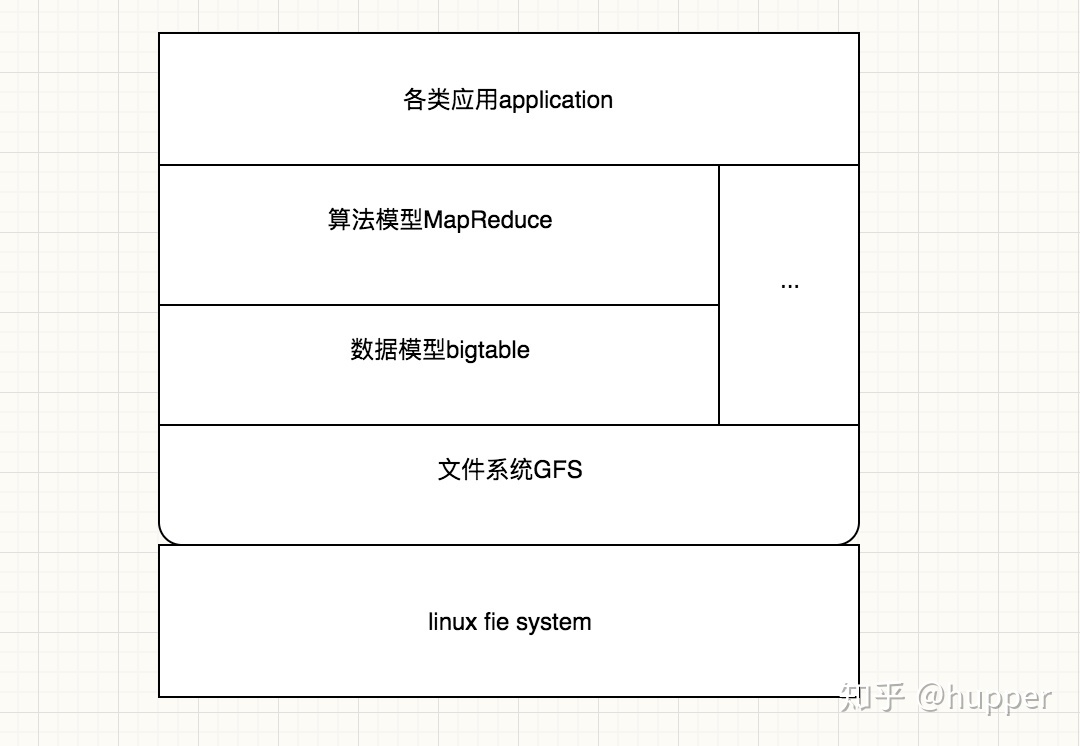 各类应用application
算法模型MapReduce
...
数据模型bigtable
文件系统GFS
linux fie system
知乎 @hupper